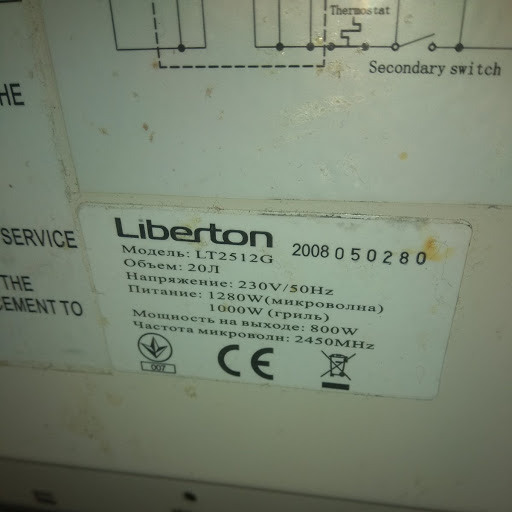 Thermostat
Secondary switch
HE
SERVICE
THE
CEMENT TO
Liberton
2008050280
Модель: LT2512G
Объем: 20Л
Напряжение: 230V/50Hz
Питание: 1280W(микроволна)
1000W(гриль)
Мощность на выходе: 800W
Частота микроволн: 2450MHz
007
CE